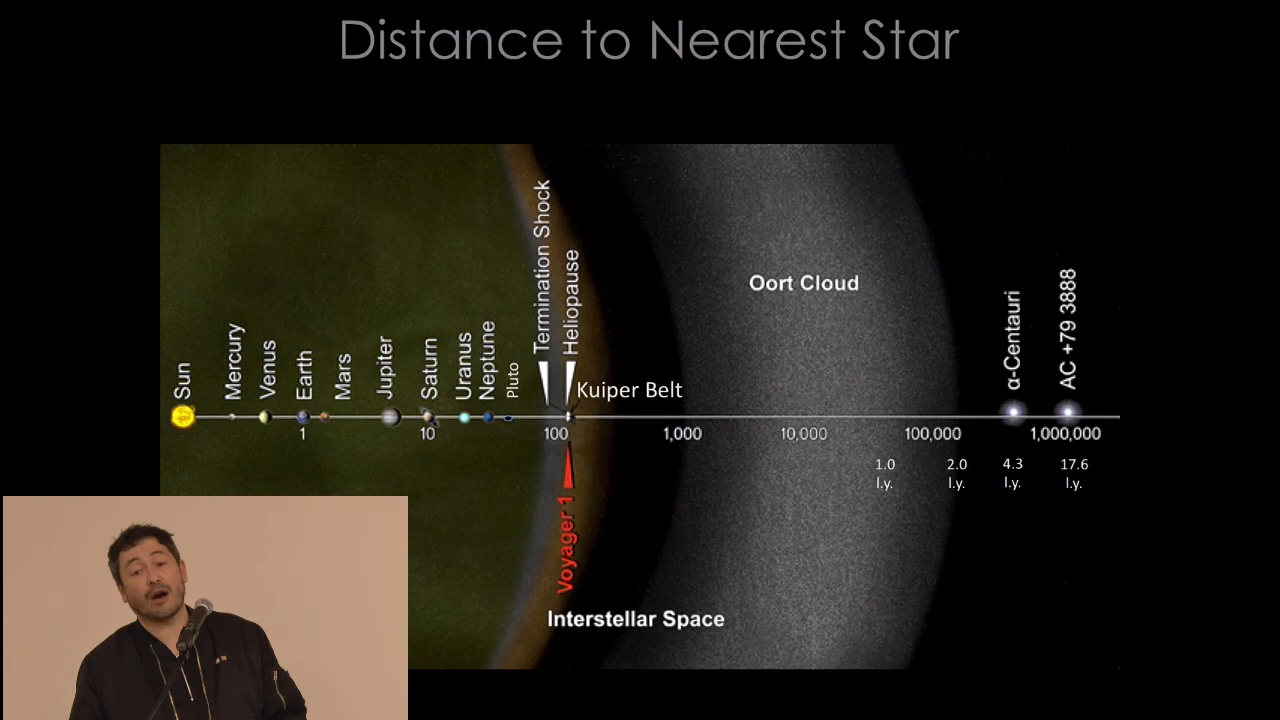 Distance to Nearest Star
Sun
Mercury
Venus
Earth
Mars
Jupiter
Saturn
Uranus
Neptune
Pluto
Termination Shock
Heliopause
Kuiper Belt
Oort Cloud
α-Centauri
AC +79 3888
1
10
100
1,000
10,000
100,000
1,000,000
1.0
l.y.
2.0
l.y.
4.3
l.y.
17.6
l.y.
Voyager 1
Interstellar Space